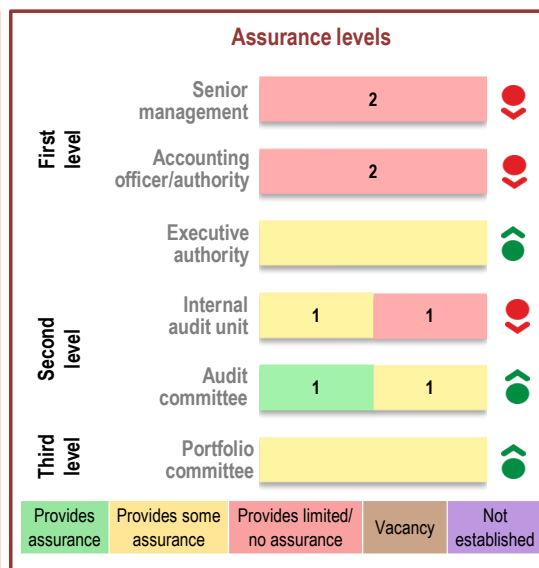 Assurance levels
First
level
Senior
management
2
Accounting
officer/authority
2
Executive
authority
Second
level
Internal
audit unit
1 1
Audit
committee
1 1
Third
level
Portfolio
committee
Provides
assurance
Provides some
assurance
Provides limited/
no assurance
Vacancy
Not
established